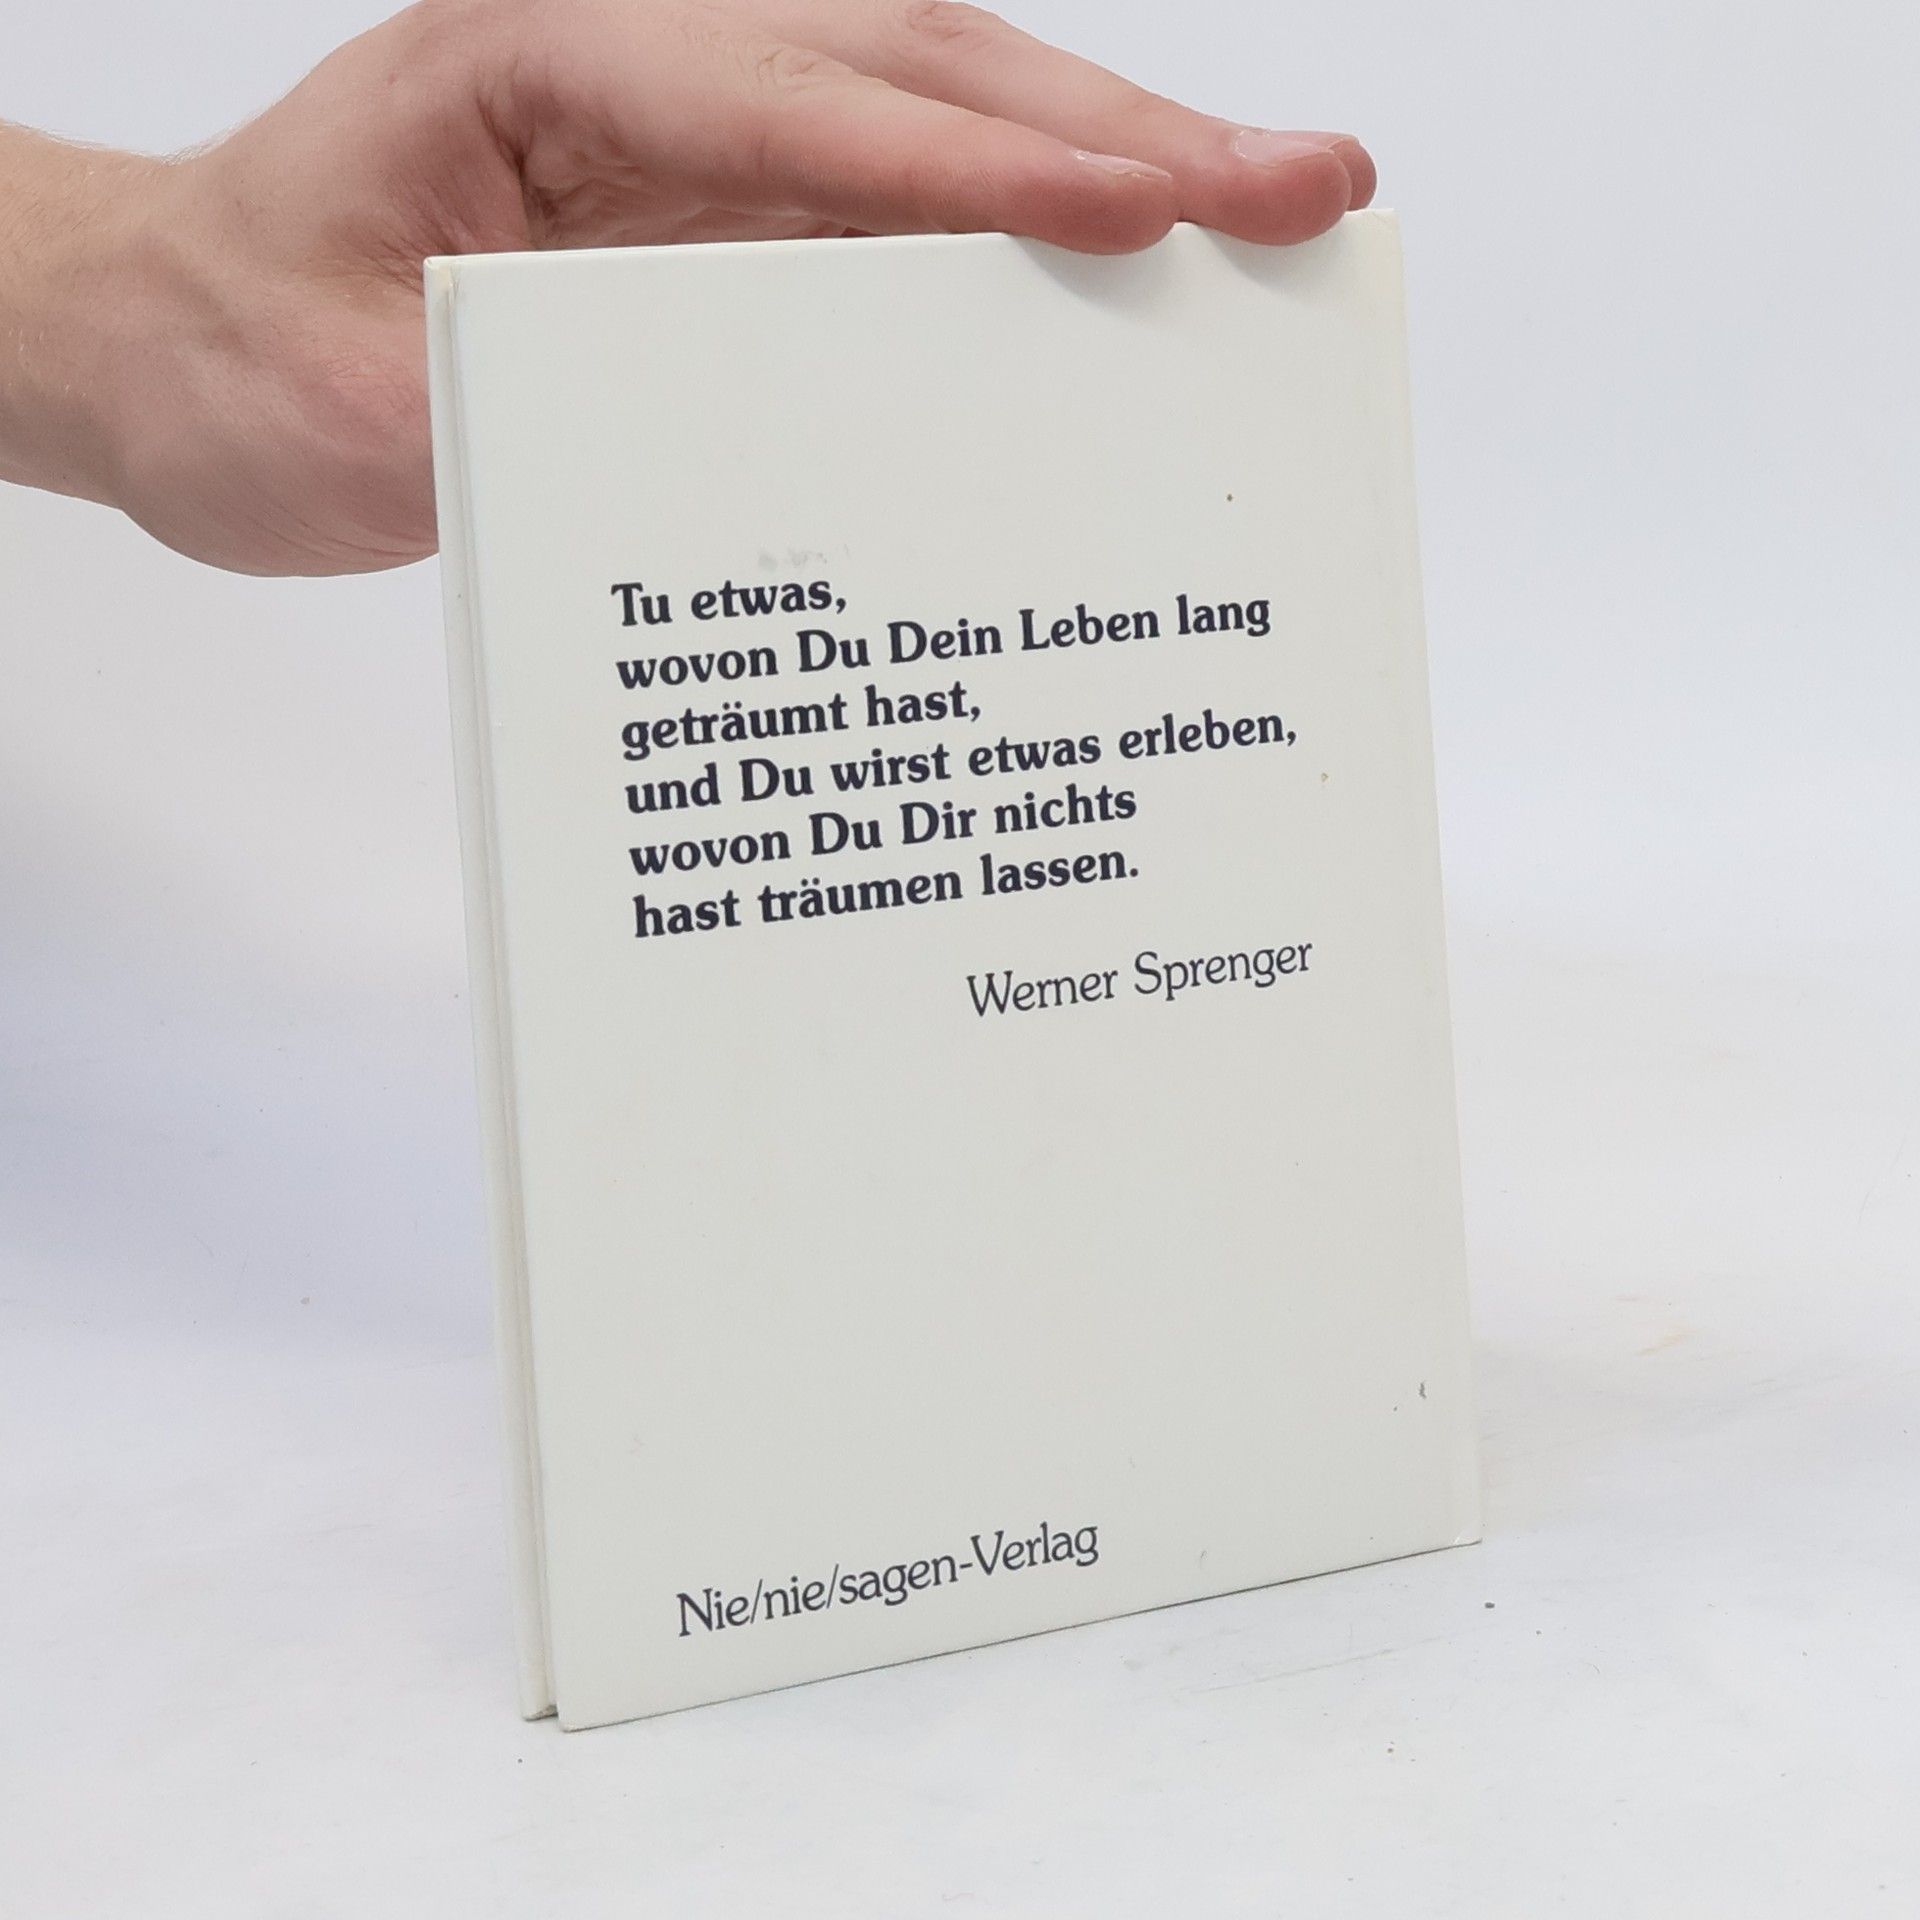 Tu etwas,
wovon Du Dein Leben lang
geträumt hast,
und Du wirst etwas erleben,
wovon Du Dir nichts
hast träumen lassen.
Werner Sprenger
Nie/nie/sagen-Verlag